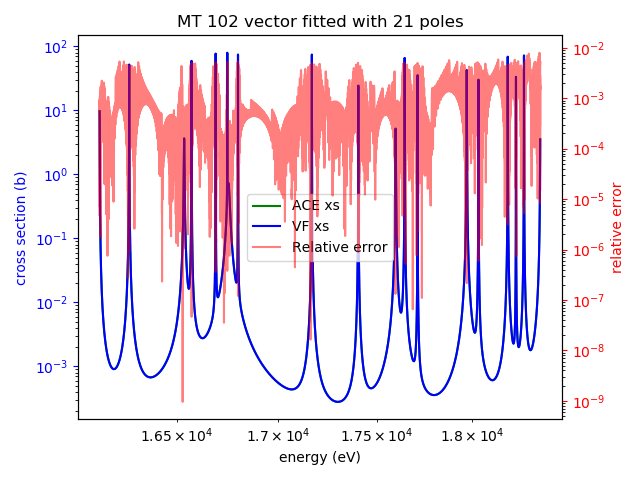 MT 102 vector fitted with 21 poles
cross section (b)
10²
10¹
10⁰
10⁻¹
10⁻²
10⁻³
ACE xs
VF xs
Relative error
10⁻²
10⁻³
10⁻⁴
10⁻⁵
10⁻⁶
10⁻⁷
10⁻⁸
10⁻⁹
relative error
1.65 × 10⁴ 1.7 × 10⁴ 1.75 × 10⁴ 1.8 × 10⁴
energy (eV)